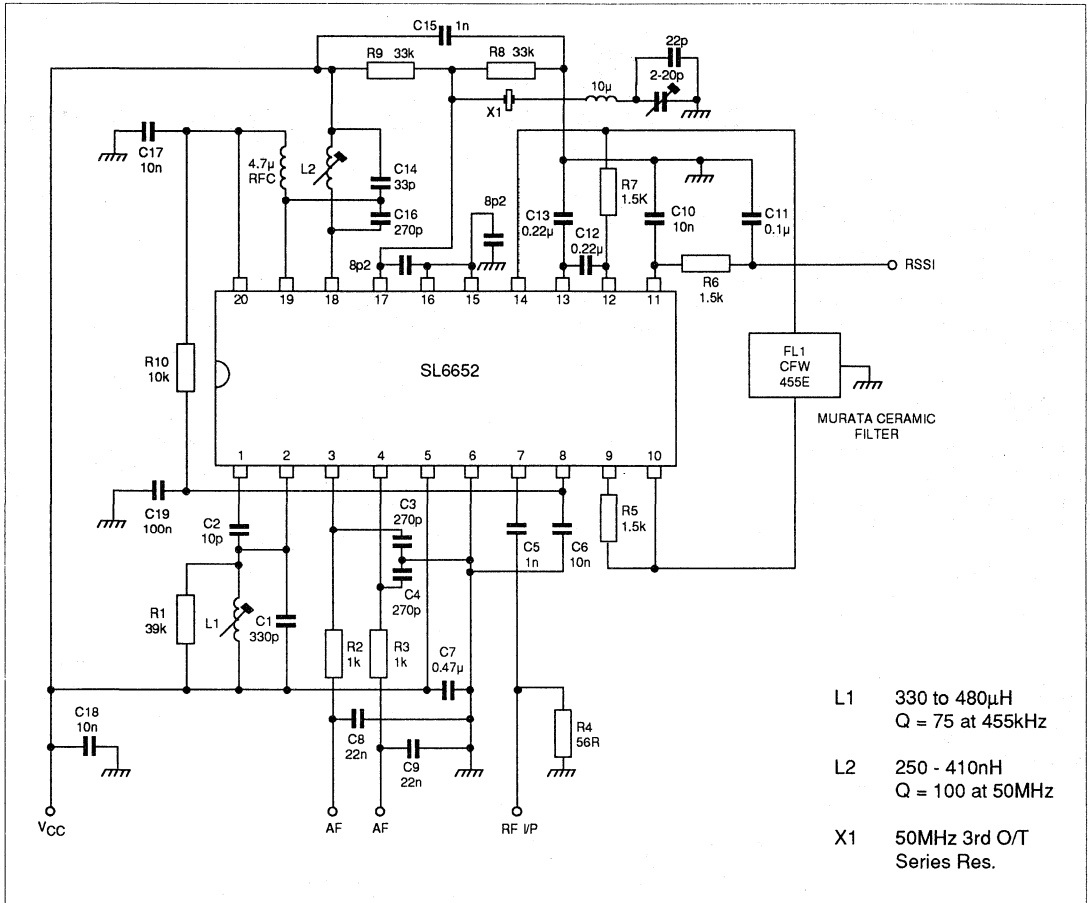 C15 1n
R9 33k
R8 33k
22p
2-20p
10µ
X1
C17
10n
4.7µ
RFC
L2
C14
33p
C16
270p
8p2
8p2
C13
0.22µ
C12
0.22µ
R7
1.5K
C10
10n
C11
0.1µ
R6
1.5k
RSSI
20 19 18 17 16 15 14 13 12 11
R10
10k
SL6652
FL1
CFW
455E
MURATA CERAMIC
FILTER
1 2 3 4 5 6 7 8 9 10
C19
100n
C2
10p
C3
270p
C4
270p
C5
1n
C6
10n
R5
1.5k
R1
39k
L1
C1
330p
R2
1k
R3
1k
C7
0.47µ
C18
10n
C8
22n
C9
22n
R4
56R
VCC
AF
AF
RF I/P
L1 330 to 480µH
Q = 75 at 455kHz
L2 250 - 410nH
Q = 100 at 50MHz
X1 50MHz 3rd O/T
Series Res.